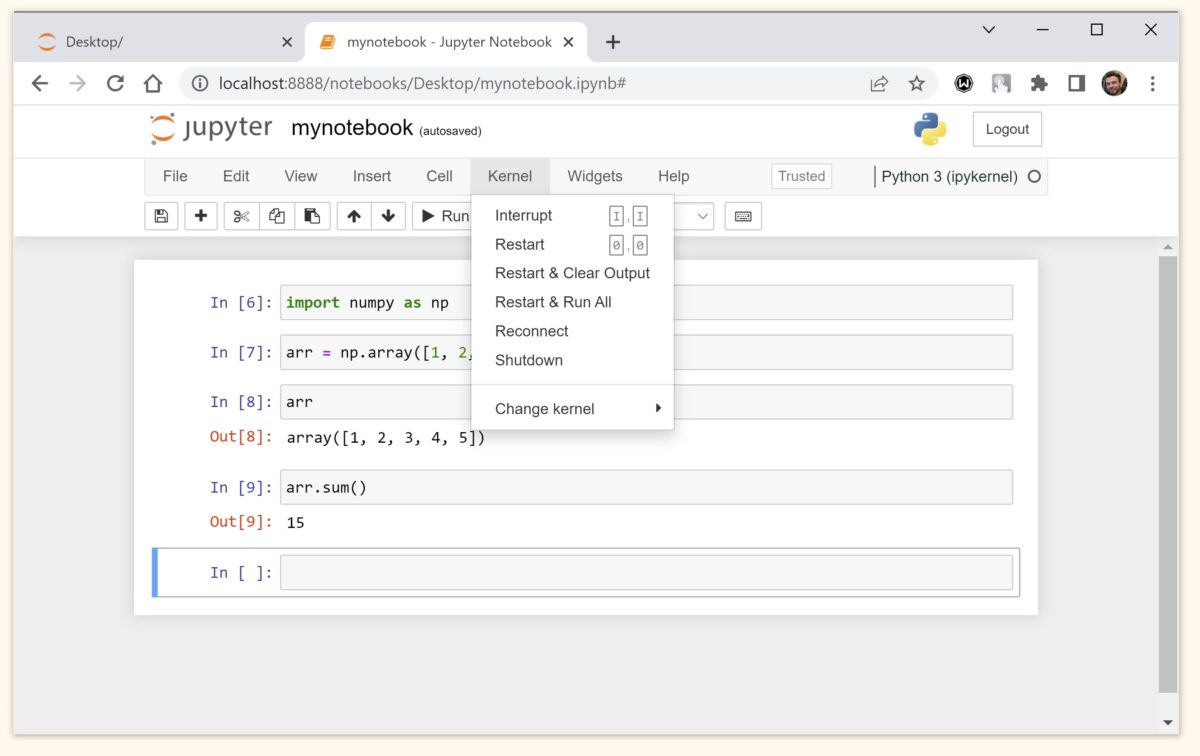 Desktop/ mynotebook - Jupyter Notebook
localhost:8888/notebooks/Desktop/mynotebook.ipynb#
jupyter mynotebook (autosaved) Logout
File Edit View Insert Cell Kernel Widgets Help Trusted Python 3 (ipykernel)
Run
Interrupt I,I
Restart 0,0
Restart & Clear Output
Restart & Run All
Reconnect
Shutdown
Change kernel
In [6]: import numpy as np
In [7]: arr = np.array([1, 2,
In [8]: arr
Out[8]: array([1, 2, 3, 4, 5])
In [9]: arr.sum()
Out[9]: 15
In [ ]: